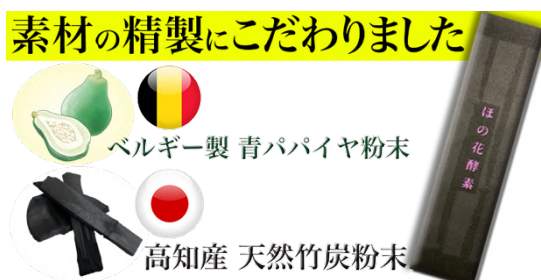 素材の精製にこだわりました
ベルギー製 青パパイヤ粉末
高知産 天然竹炭粉末
ほの花酵素